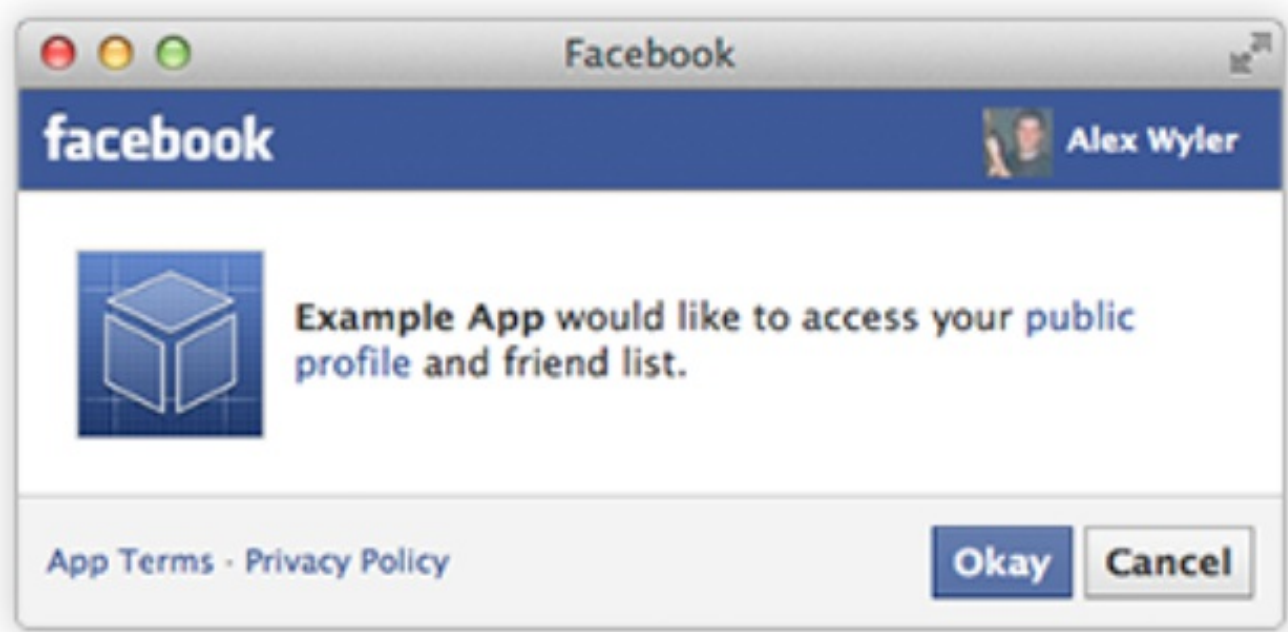 Facebook
facebook
Alex Wyler
Example App would like to access your public
profile and friend list.
App Terms · Privacy Policy
Okay
Cancel